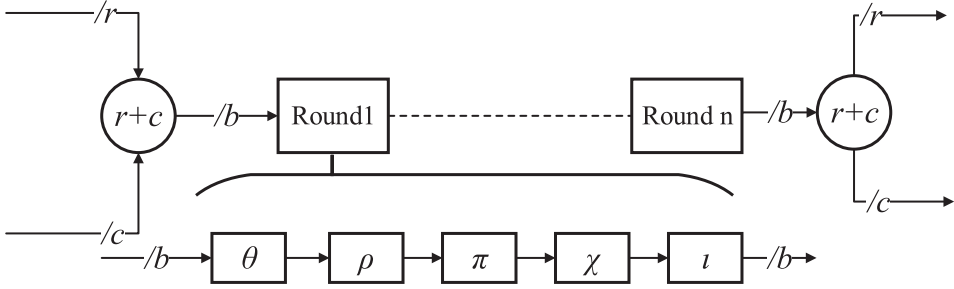 /r /r
r+c /b Round1 Round n /b r+c
/c /c
/b θ ρ π χ ι /b